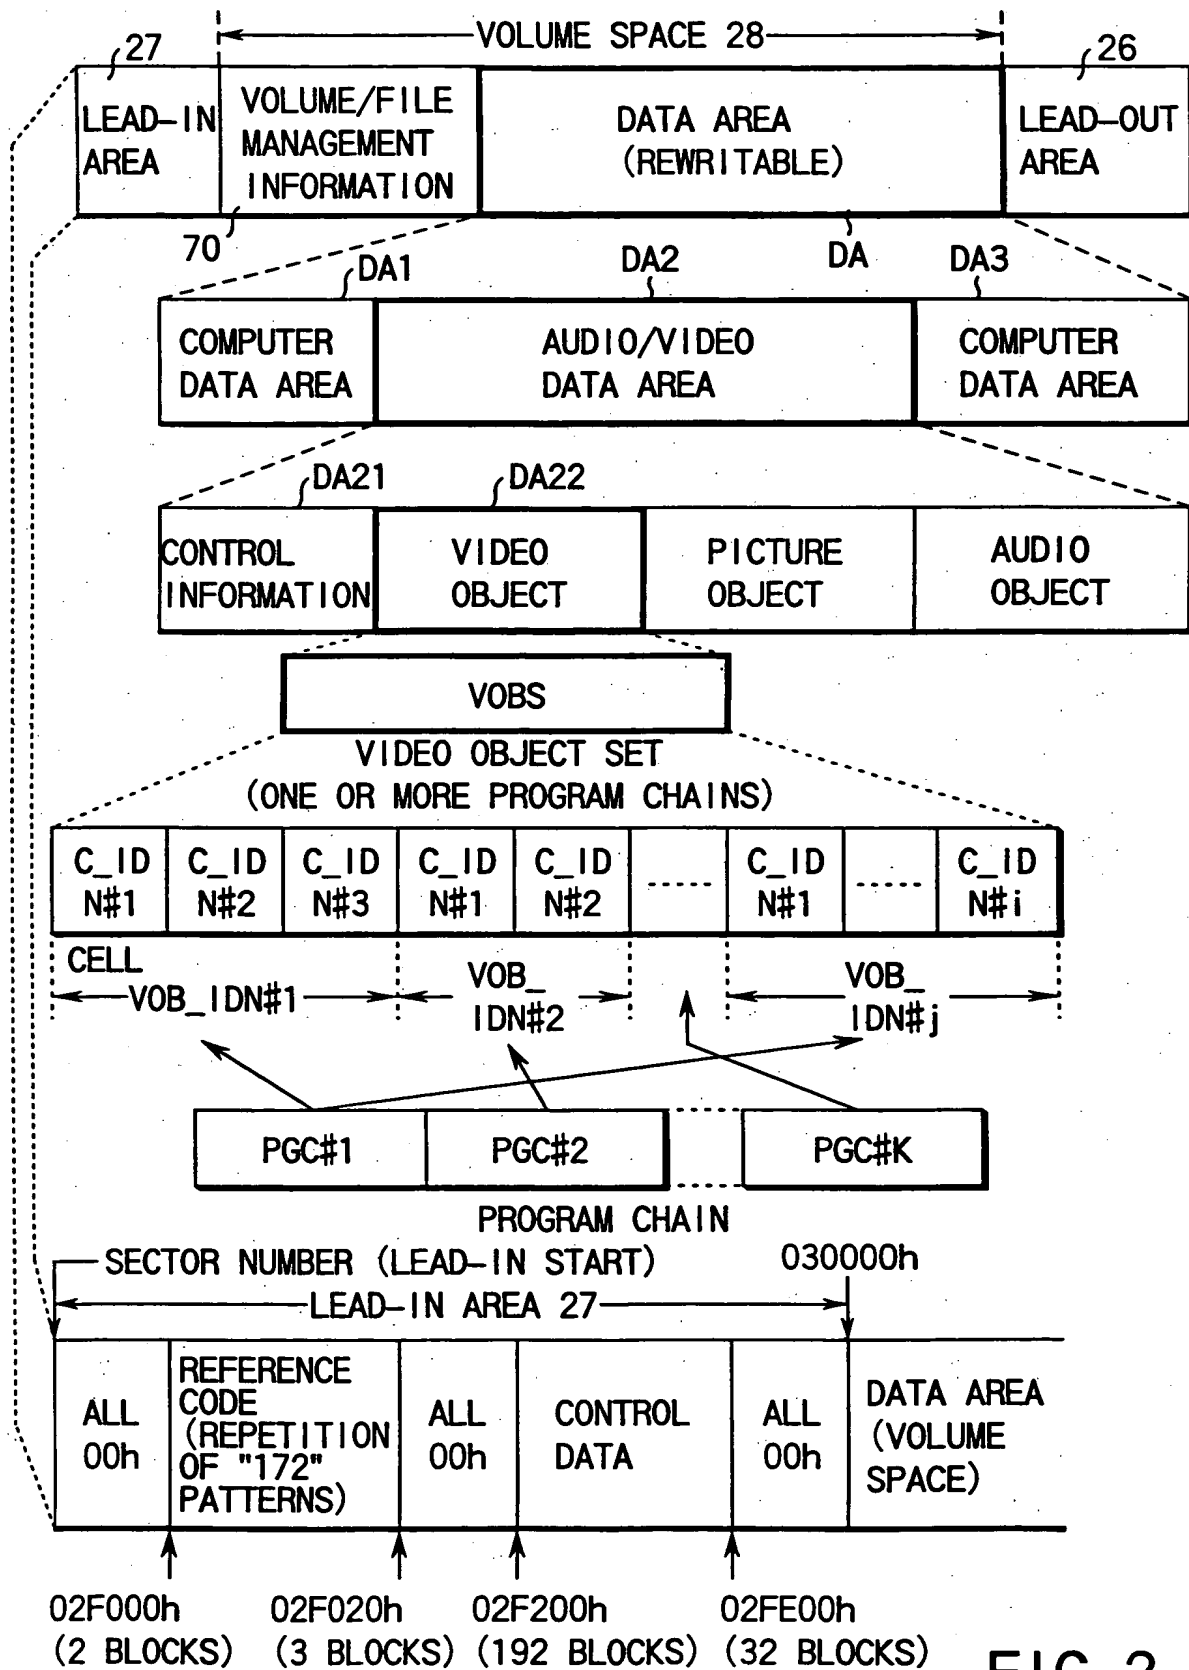 VOLUME SPACE 28
27
26
LEAD-IN
AREA
VOLUME/FILE
MANAGEMENT
INFORMATION
DATA AREA
(REWRITABLE)
LEAD-OUT
AREA
70
DA
DA1
DA2
DA3
COMPUTER
DATA AREA
AUDIO/VIDEO
DATA AREA
COMPUTER
DATA AREA
DA21
DA22
CONTROL
INFORMATION
VIDEO
OBJECT
PICTURE
OBJECT
AUDIO
OBJECT
VOBS
VIDEO OBJECT SET
(ONE OR MORE PROGRAM CHAINS)
C_ID
N#1
C_ID
N#2
C_ID
N#3
C_ID
N#1
C_ID
N#2
C_ID
N#1
C_ID
N#i
CELL
VOB_IDN#1
VOB_
IDN#2
VOB_
IDN#j
PGC#1
PGC#2
PGC#K
PROGRAM CHAIN
SECTOR NUMBER (LEAD-IN START)
030000h
LEAD-IN AREA 27
ALL
00h
REFERENCE
CODE
(REPETITION
OF "172"
PATTERNS)
ALL
00h
CONTROL
DATA
ALL
00h
DATA AREA
(VOLUME
SPACE)
02F000h
(2 BLOCKS)
02F020h
(3 BLOCKS)
02F200h
(192 BLOCKS)
02FE00h
(32 BLOCKS)